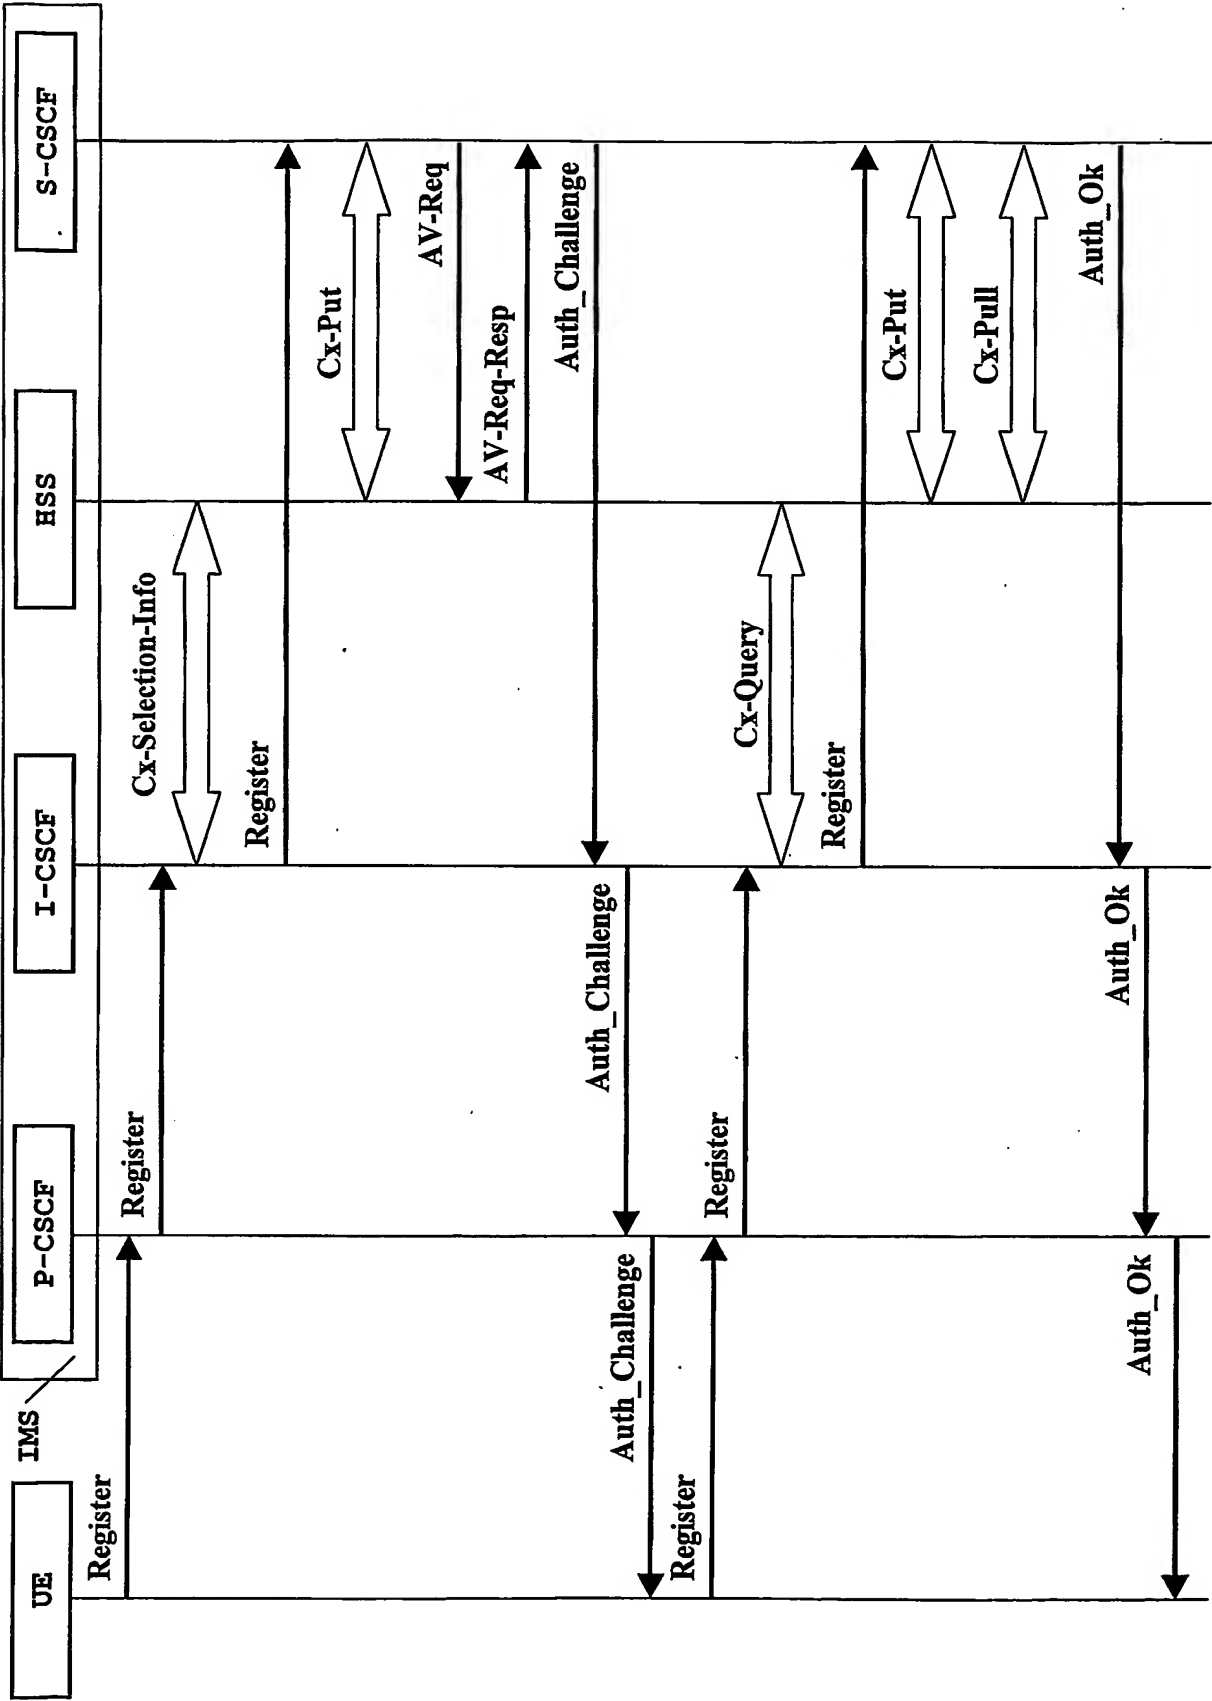 UE
IMS
P-CSCF
I-CSCF
HSS
S-CSCF
Register
Register
Cx-Selection-Info
Register
Cx-Put
AV-Req
AV-Req-Resp
Auth_Challenge
Auth_Challenge
Auth_Challenge
Register
Register
Cx-Query
Register
Cx-Put
Cx-Pull
Auth_Ok
Auth_Ok
Auth_Ok